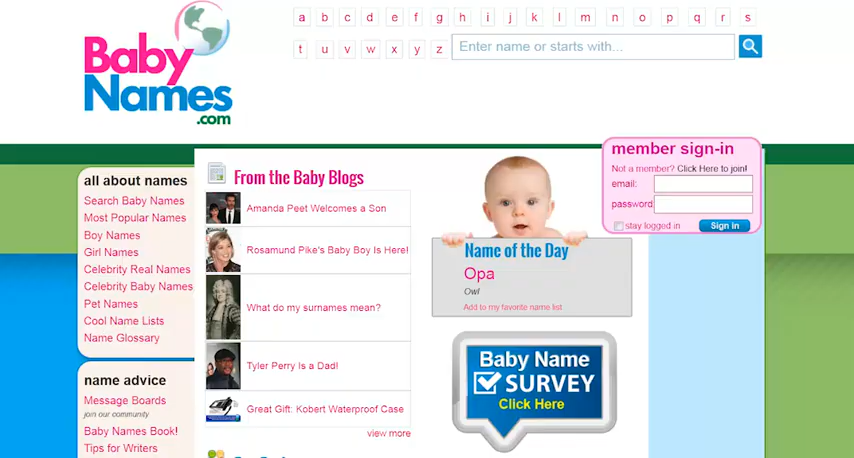 Baby
Names
.com
a b c d e f g h i j k l m n o p q r s
t u v w x y z Enter name or starts with...
member sign-in
Not a member? Click Here to join!
email:
password
stay logged in Sign in
all about names
Search Baby Names
Most Popular Names
Boy Names
Girl Names
Celebrity Real Names
Celebrity Baby Names
Pet Names
Cool Name Lists
Name Glossary
name advice
Message Boards
join our community
Baby Names Book!
Tips for Writers
From the Baby Blogs
Amanda Peet Welcomes a Son
Rosamund Pike's Baby Boy Is Here!
What do my surnames mean?
Tyler Perry Is a Dad!
Great Gift: Kobert Waterproof Case
view more
Name of the Day
Opa
Owl
Add to my favorite name list
Baby Name
SURVEY
Click Here